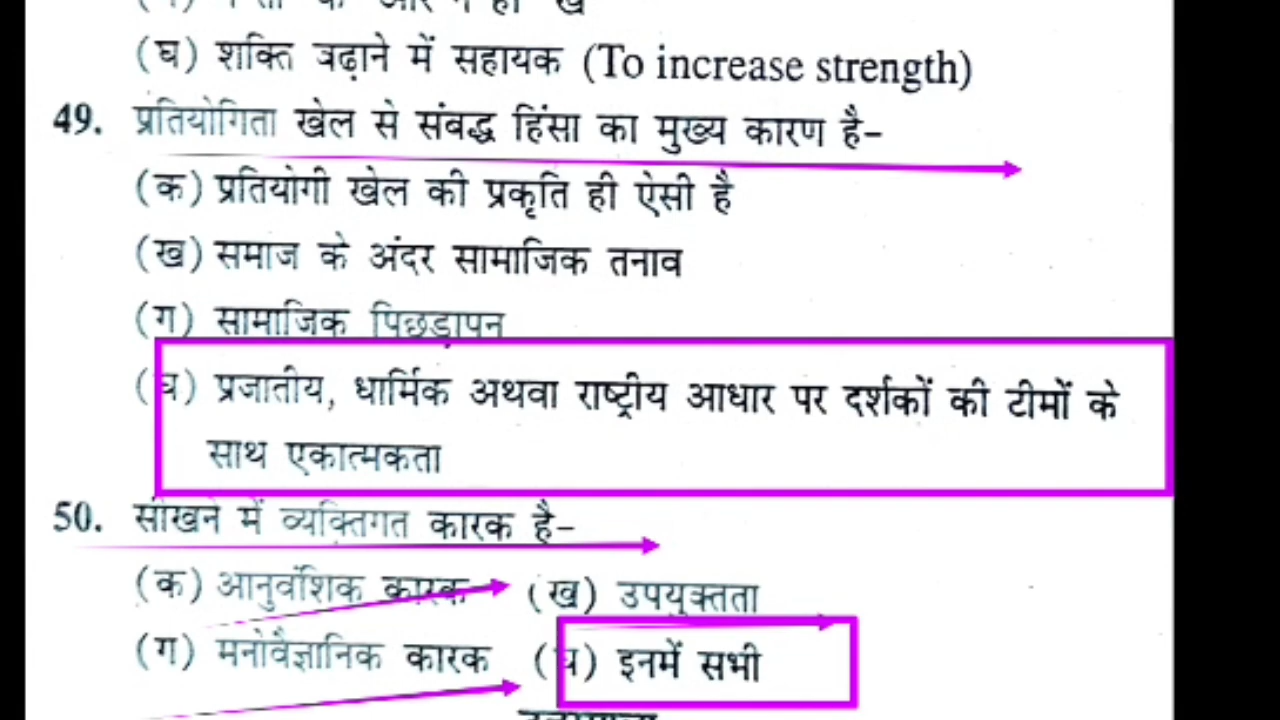 (घ) शक्ति बढ़ाने में सहायक (To increase strength)
49. प्रतियोगिता खेल से संबद्ध हिंसा का मुख्य कारण है-
(क) प्रतियोगी खेल की प्रकृति ही ऐसी है
(ख) समाज के अंदर सामाजिक तनाव
(ग) सामाजिक पिछड़ापन
(घ) प्रजातीय, धार्मिक अथवा राष्ट्रीय आधार पर दर्शकों की टीमों के
साथ एकात्मकता
50. सीखने में व्यक्तिगत कारक है-
(क) आनुवंशिक कारक (ख) उपयुक्तता
(ग) मनोवैज्ञानिक कारक (घ) इनमें सभी